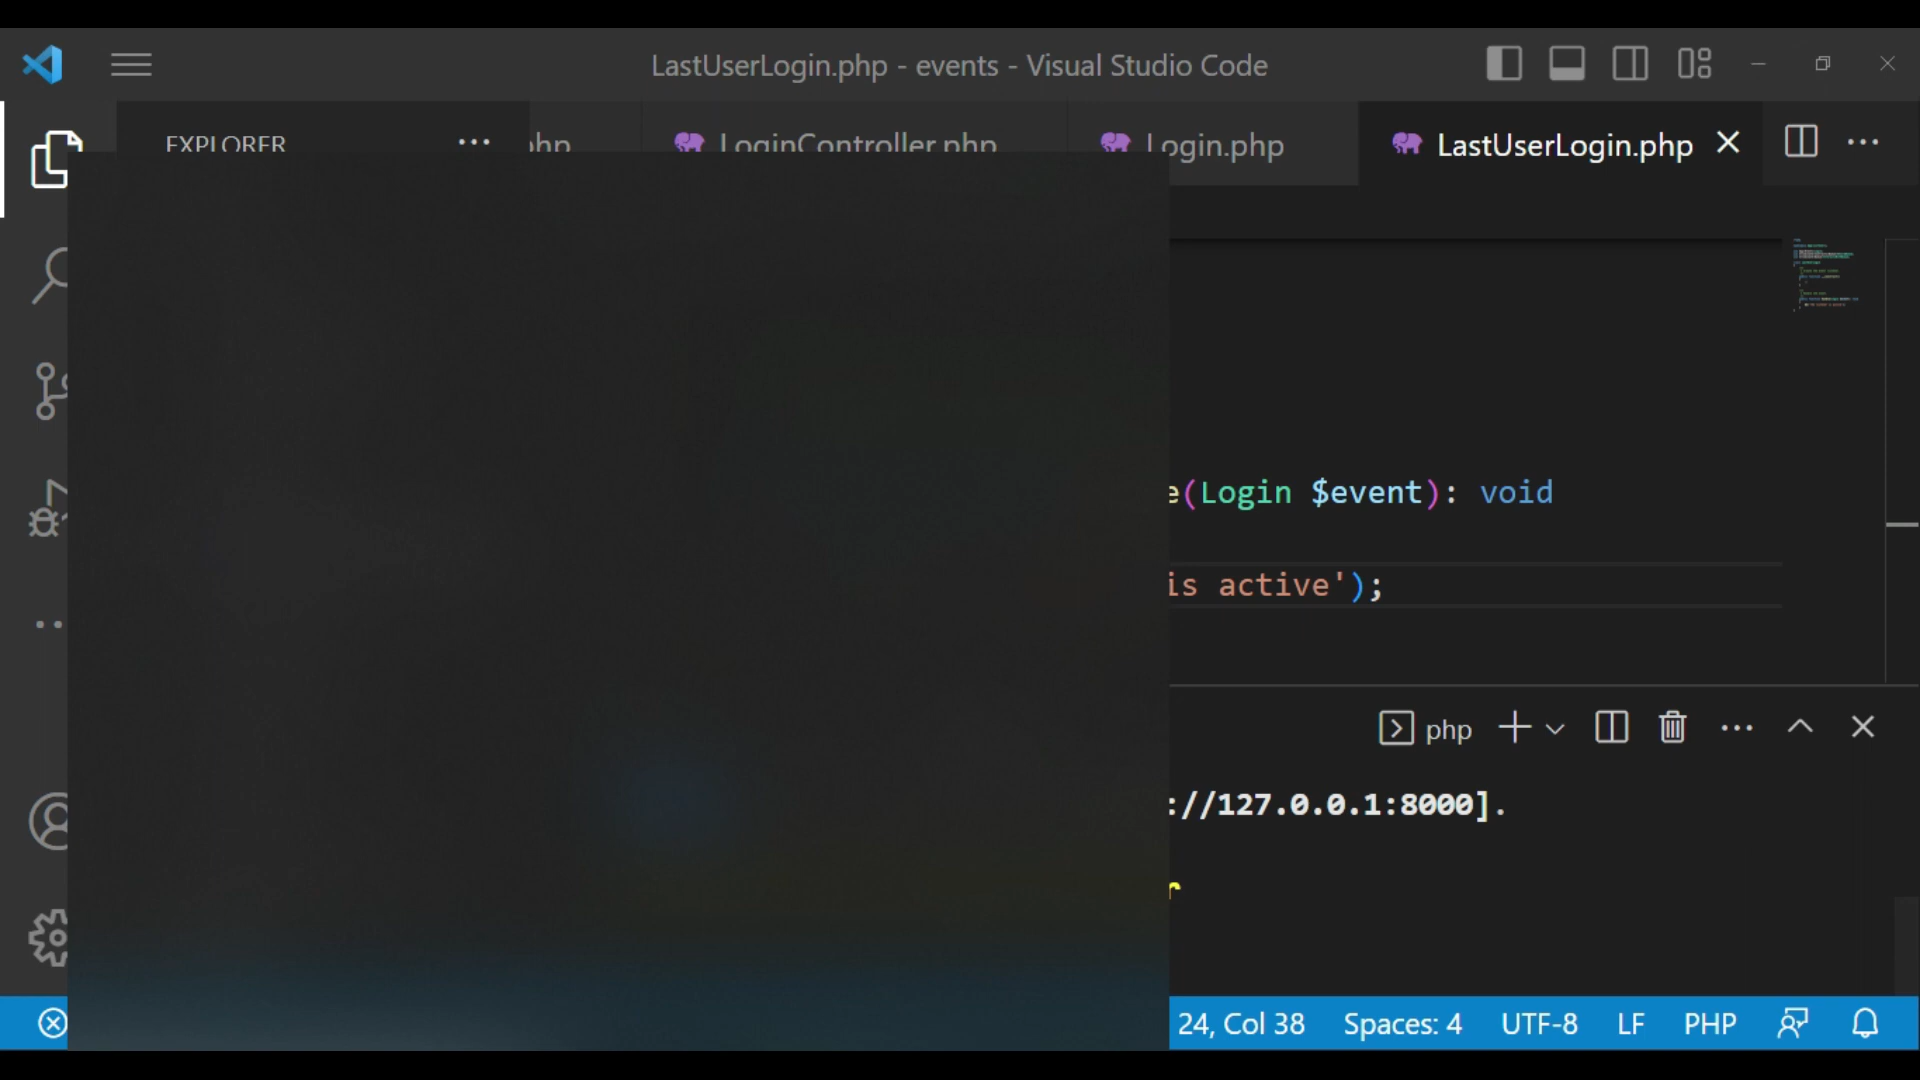 LastUserLogin.php - events - Visual Studio Code
EXPLORER
LoginController.php
Login.php
LastUserLogin.php
(Login $event): void
is active');
php
://127.0.0.1:8000].
24, Col 38
Spaces: 4
UTF-8
LF
PHP